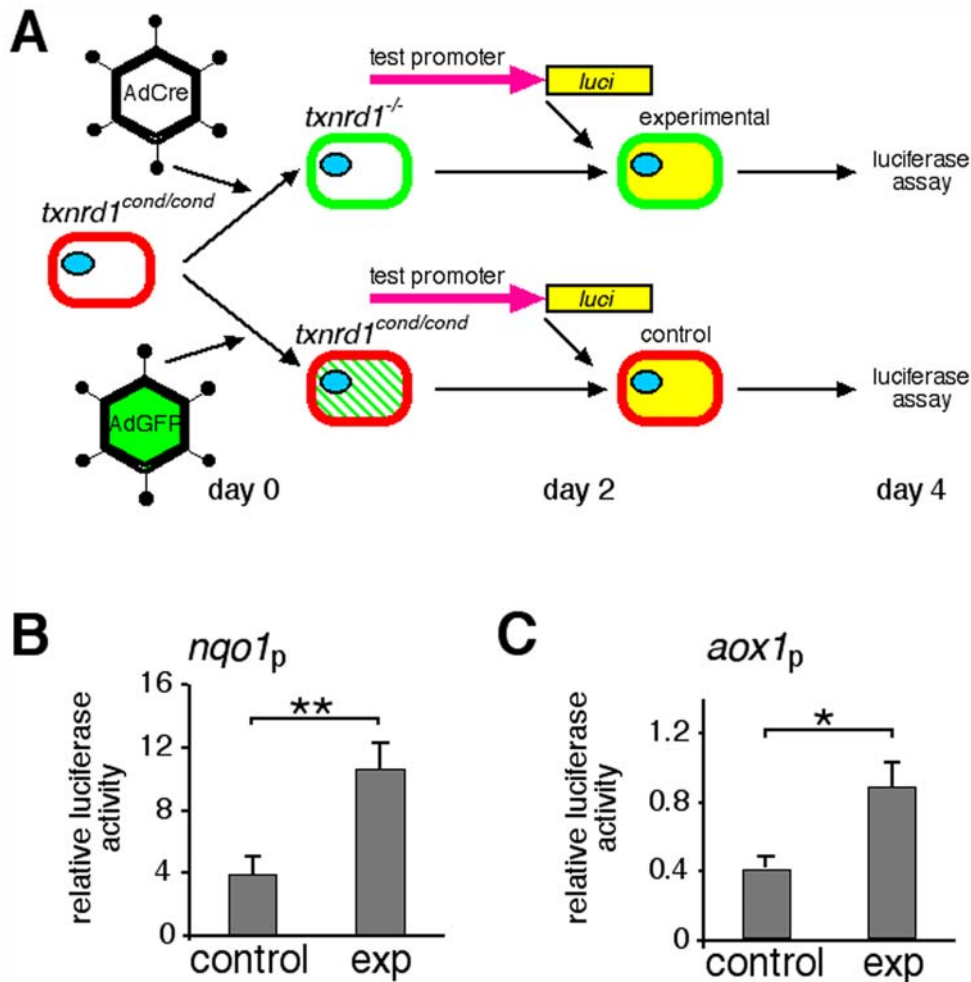 A
AdCre
test promoter
luci
txnrd1-/-
experimental
luciferase
assay
txnrd1cond/cond
test promoter
luci
txnrd1cond/cond
control
luciferase
assay
AdGFP
day 0
day 2
day 4
B
nqo1p
relative luciferase
activity
16
12
8
4
0
**
control
exp
C
aox1p
relative luciferase
activity
1.2
0.8
0.4
0
*
control
exp